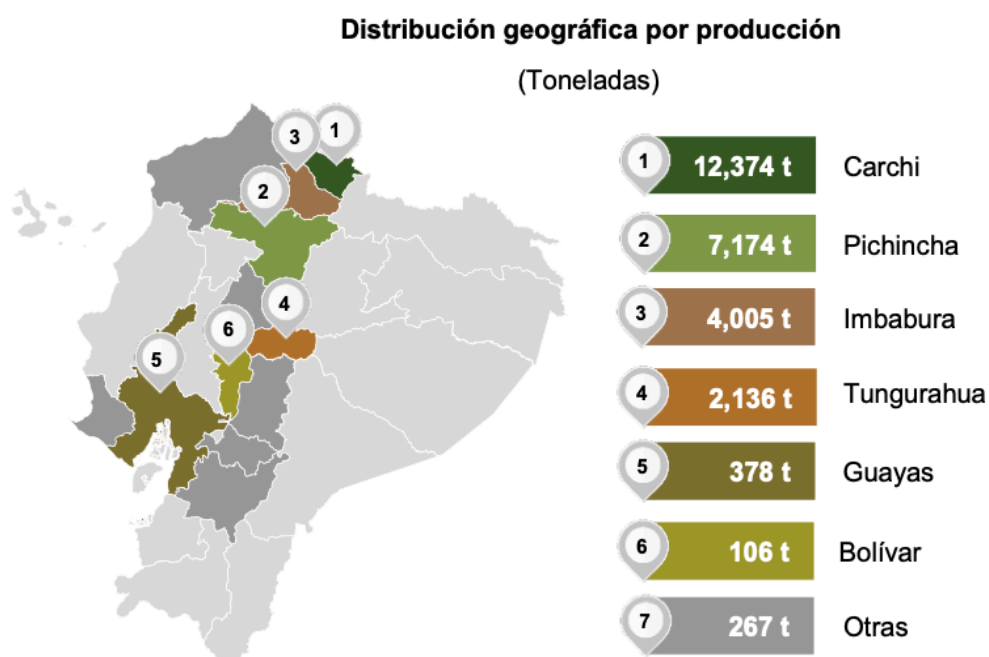 Distribución geográfica por producción
(Toneladas)
3 1
2
4
6
5
1 12,374 t Carchi
2 7,174 t Pichincha
3 4,005 t Imbabura
4 2,136 t Tungurahua
5 378 t Guayas
6 106 t Bolívar
7 267 t Otras